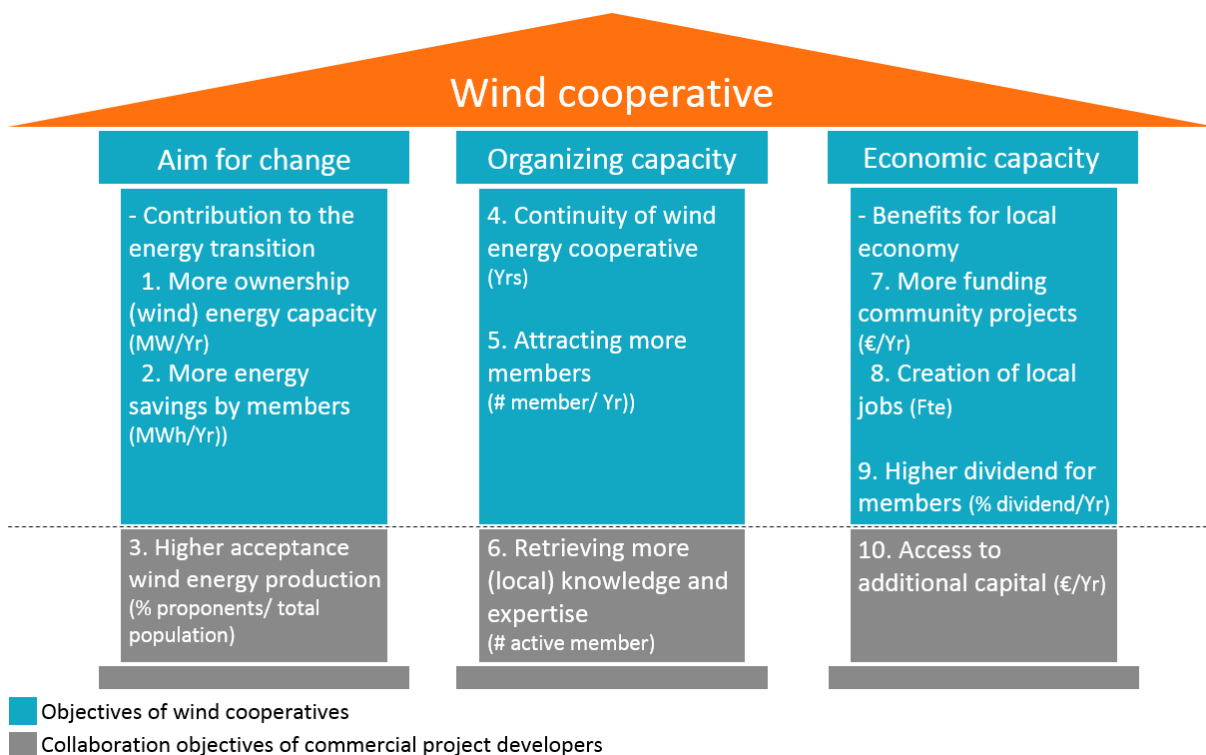 Wind cooperative
Aim for change
- Contribution to the
energy transition
1. More ownership
(wind) energy capacity
(MW/Yr)
2. More energy
savings by members
(MWh/Yr))
3. Higher acceptance
wind energy production
(% proponents/ total
population)
Organizing capacity
4. Continuity of wind
energy cooperative
(Yrs)
5. Attracting more
members
(# member/ Yr))
6. Retrieving more
(local) knowledge and
expertise
(# active member)
Economic capacity
- Benefits for local
economy
7. More funding
community projects
(€/Yr)
8. Creation of local
jobs (Fte)
9. Higher dividend for
members (% dividend/Yr)
10. Access to
additional capital (€/Yr)
Objectives of wind cooperatives
Collaboration objectives of commercial project developers